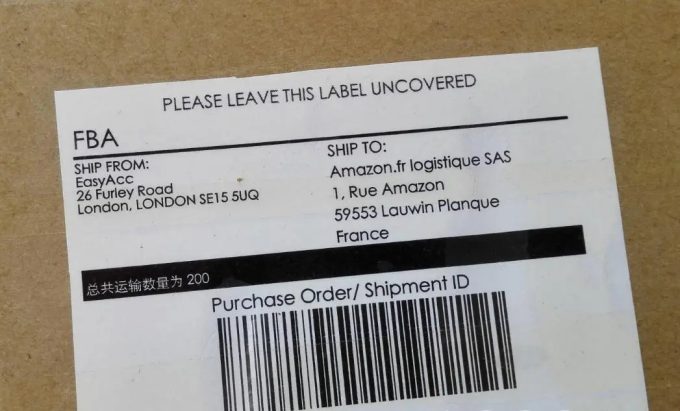 PLEASE LEAVE THIS LABEL UNCOVERED
FBA
SHIP FROM:
EasyAcc
26 Furley Road
London, LONDON SE15 5UQ
SHIP TO:
Amazon.fr logistique SAS
1, Rue Amazon
59553 Lauwin Planque
France
总共运输数量为 200
Purchase Order/ Shipment ID